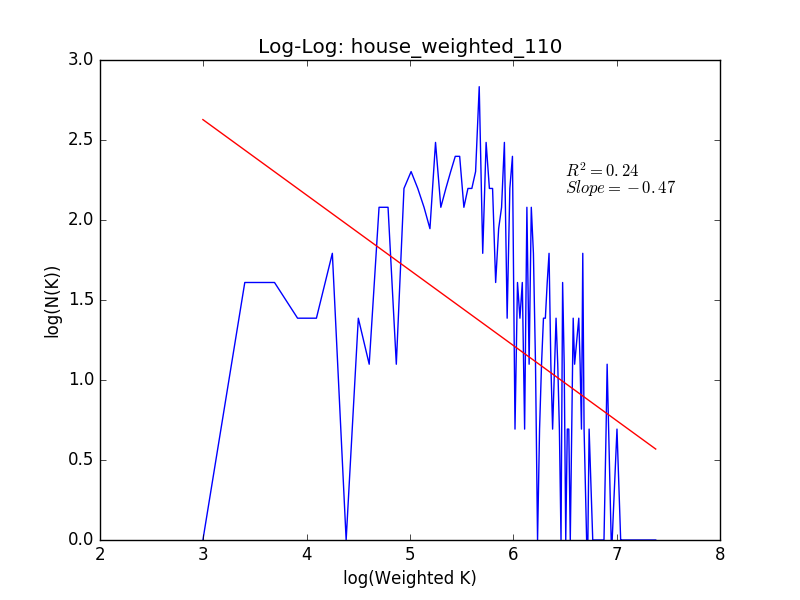 Log-Log: house_weighted_110
3.0
2.5
2.0
1.5
1.0
0.5
0.0
log(N(K))
R² = 0.24
Slope = −0.47
2 3 4 5 6 7 8
log(Weighted K)